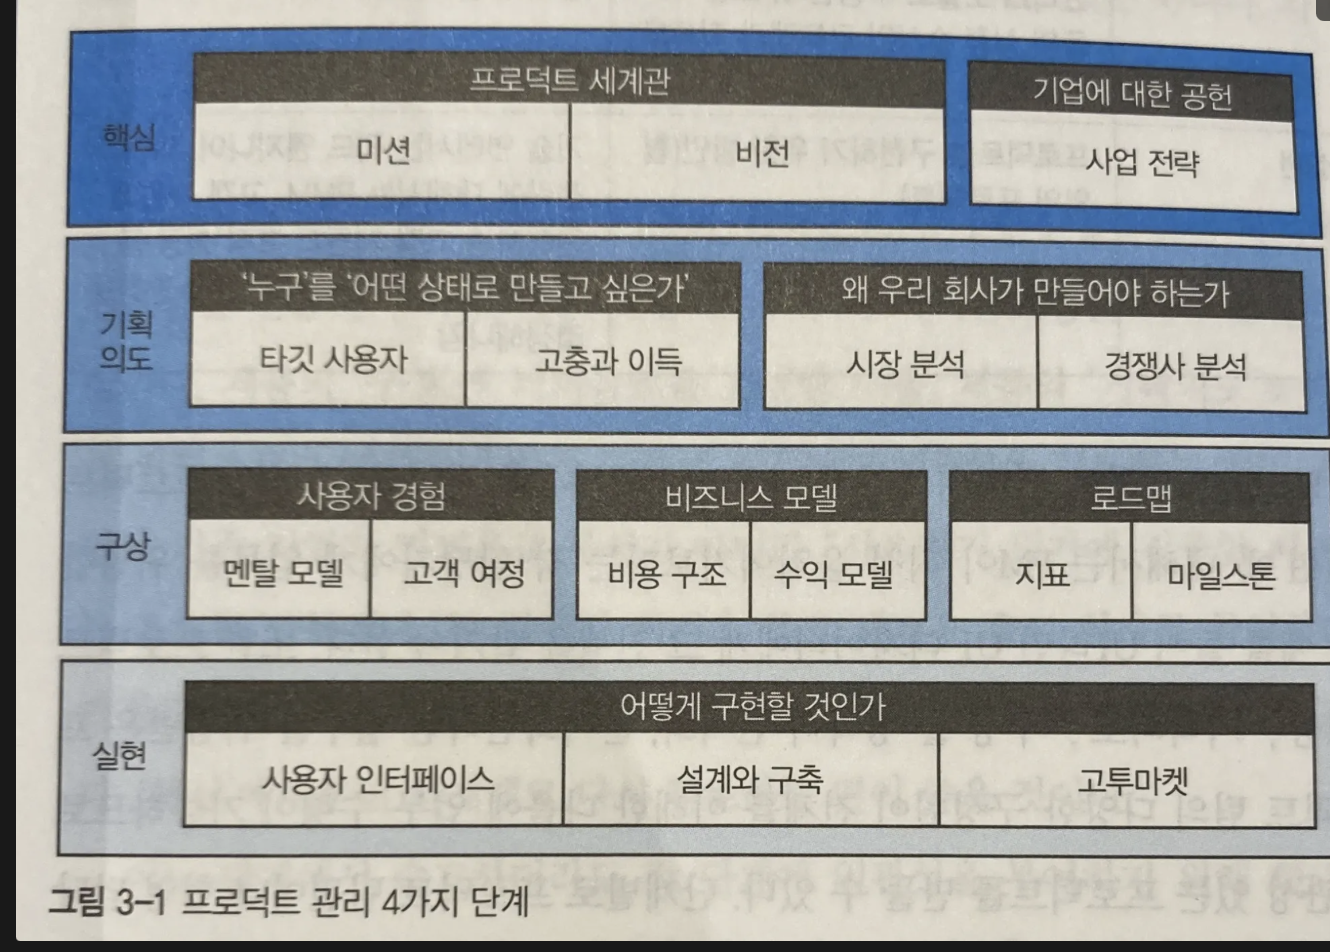 프로덕트 세계관
기업에 대한 공헌
핵심
미션
비전
사업 전략
‘누구’를 ‘어떤 상태로 만들고 싶은가’
왜 우리 회사가 만들어야 하는가
기획
의도
타깃 사용자
고충과 이득
시장 분석
경쟁사 분석
사용자 경험
비즈니스 모델
로드맵
구상
멘탈 모델
고객 여정
비용 구조
수익 모델
지표
마일스톤
어떻게 구현할 것인가
실현
사용자 인터페이스
설계와 구축
고투마켓
그림 3-1 프로덕트 관리 4가지 단계